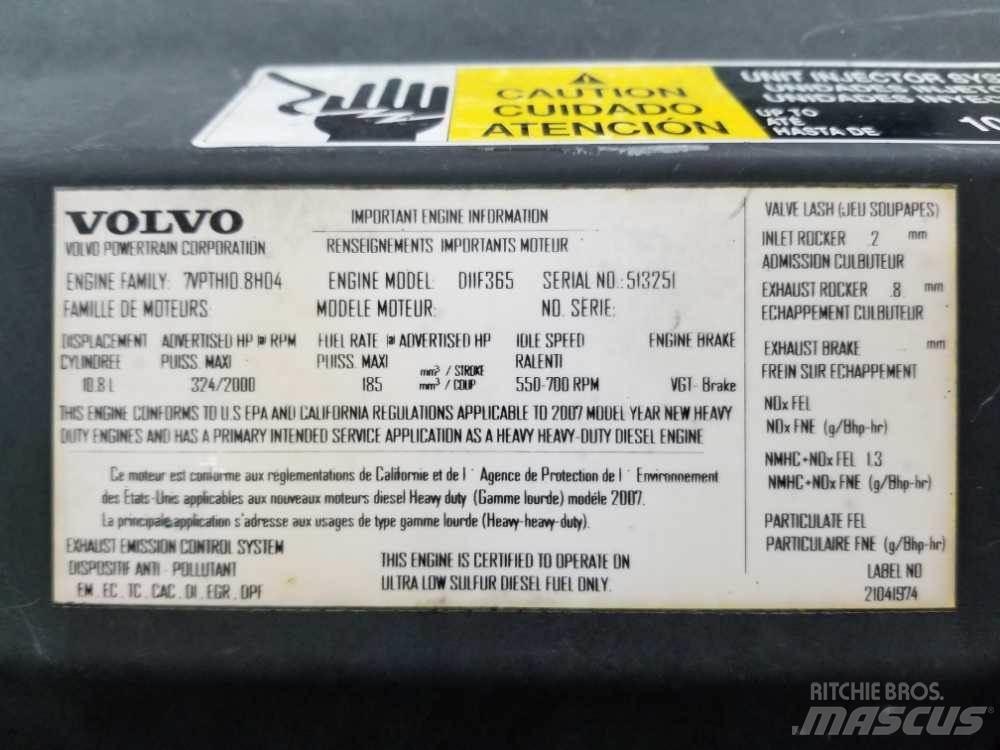 CAUTION
CUIDADO
ATENCIÓN
UNIT INJECTOR
UNIDADES
UNIDADES
UP TO
ATÉ
HASTA DE
10
VOLVO
VOLVO POWERTRAIN CORPORATION
IMPORTANT ENGINE INFORMATION
RENSEIGNEMENTS IMPORTANTS MOTEUR
ENGINE FAMILY: 7VPTH10.8H04 ENGINE MODEL: D11F365 SERIAL NO.:513251
FAMILLE DE MOTEURS: MODELE MOTEUR: NO. SÉRIE:
DISPLACEMENT ADVERTISED HP @ RPM FUEL RATE @ ADVERTISED HP IDLE SPEED ENGINE BRAKE
CYLINDREE PUISS. MAXI PUISS. MAXI mm³ / STROKE RALENTI
10.8 L 324/2000 185 mm³ / COUP 550-700 RPM VGT- Brake
THIS ENGINE CONFORMS TO U.S EPA AND CALIFORNIA REGULATIONS APPLICABLE TO 2007 MODEL YEAR NEW HEAVY
DUTY ENGINES AND HAS A PRIMARY INTENDED SERVICE APPLICATION AS A HEAVY HEAVY-DUTY DIESEL ENGINE
Ce moteur est conforme aux réglementations de Californie et de l ' Agence de Protection de l ' Environnement
des États-Unis applicables aux nouveaux moteurs diesel Heavy duty (Gamme lourde) modèle 2007.
La principale application s'adresse aux usages de type gamme lourde (Heavy-heavy-duty).
EXHAUST EMISSION CONTROL SYSTEM
DISPOSITIF ANTI - POLLUTANT
EM , EC , TC , CAC , DI , EGR , DPF
THIS ENGINE IS CERTIFIED TO OPERATE ON
ULTRA LOW SULFUR DIESEL FUEL ONLY.
VALVE LASH (JEU SOUPAPES)
INLET ROCKER .2 mm
ADMISSION CULBUTEUR
EXHAUST ROCKER .8 mm
ECHAPPEMENT CULBUTEUR
EXHAUST BRAKE mm
FREIN SUR ECHAPPEMENT
NOx FEL
NOx FNE (g/Bhp-hr)
NMHC+NOx FEL 1.3
NMHC+NOx FNE (g/Bhp-hr)
PARTICULATE FEL
PARTICULAIRE FNE (g/Bhp-hr)
LABEL NO
21041974
RITCHIE BROS.
MASCUS